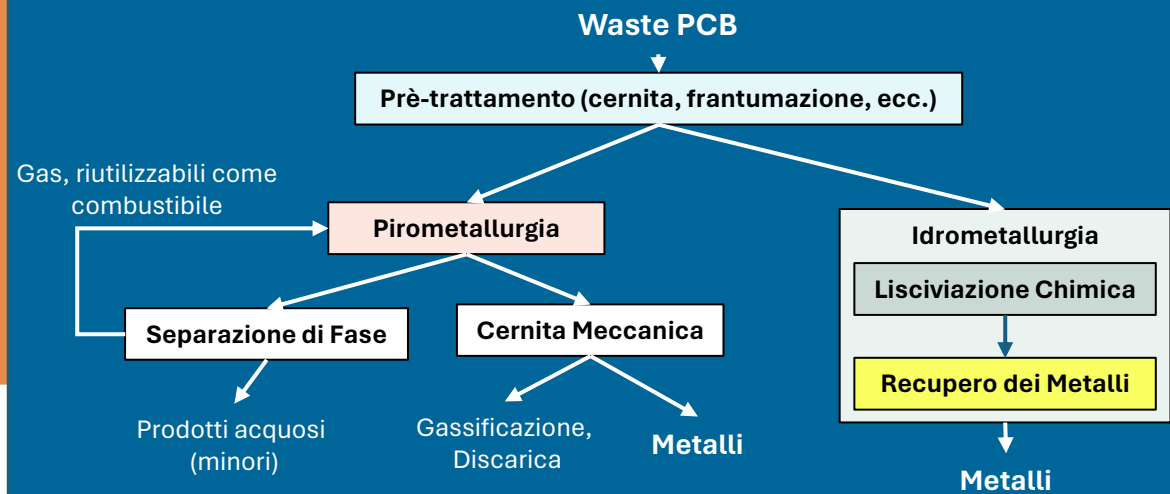 Waste PCB
Prè-trattamento (cernita, frantumazione, ecc.)
Gas, riutilizzabili come
combustibile
Pirometallurgia
Idrometallurgia
Lisciviazione Chimica
Separazione di Fase
Cernita Meccanica
Recupero dei Metalli
Prodotti acquosi
(minori)
Gassificazione,
Discarica
Metalli
Metalli